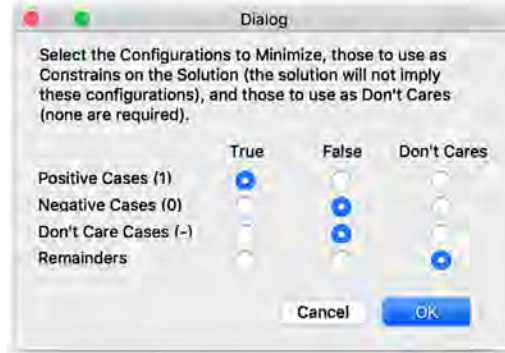 Dialog
Select the Configurations to Minimize, those to use as
Constrains on the Solution (the solution will not imply
these configurations), and those to use as Don't Cares
(none are required).
True False Don't Cares
Positive Cases (1)
Negative Cases (0)
Don't Care Cases (-)
Remainders
Cancel OK